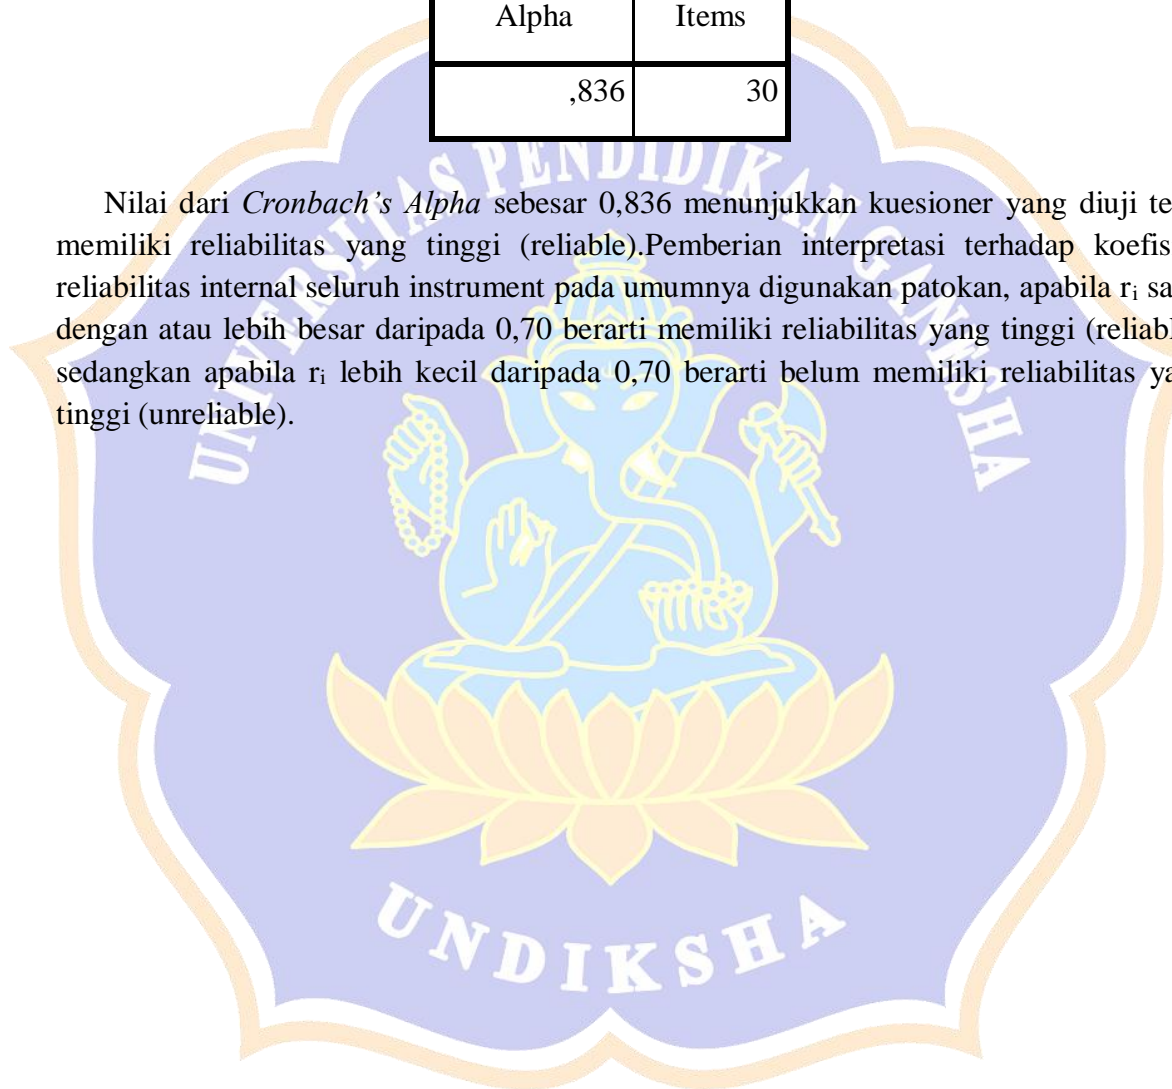 Alpha Items
,836 30
UNIVERSITAS PENDIDIKAN GANESHA
Nilai dari Cronbach’s Alpha sebesar 0,836 menunjukkan kuesioner yang diuji te
memiliki reliabilitas yang tinggi (reliable).Pemberian interpretasi terhadap koefis
reliabilitas internal seluruh instrument pada umumnya digunakan patokan, apabila rᵢ sa
dengan atau lebih besar daripada 0,70 berarti memiliki reliabilitas yang tinggi (reliabl
sedangkan apabila rᵢ lebih kecil daripada 0,70 berarti belum memiliki reliabilitas ya
tinggi (unreliable).
UNDIKSHA